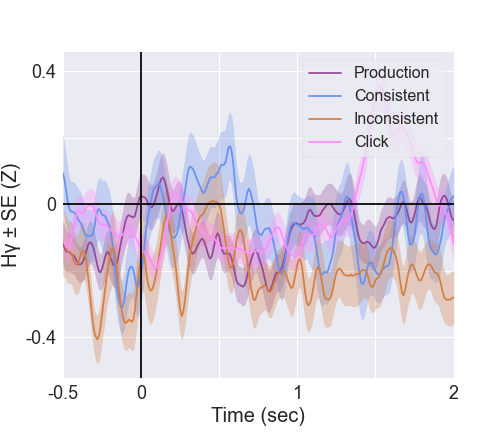 Production
Consistent
Inconsistent
Click
0.4
0
-0.4
Hγ ± SE (Z)
-0.5 0 1 2
Time (sec)